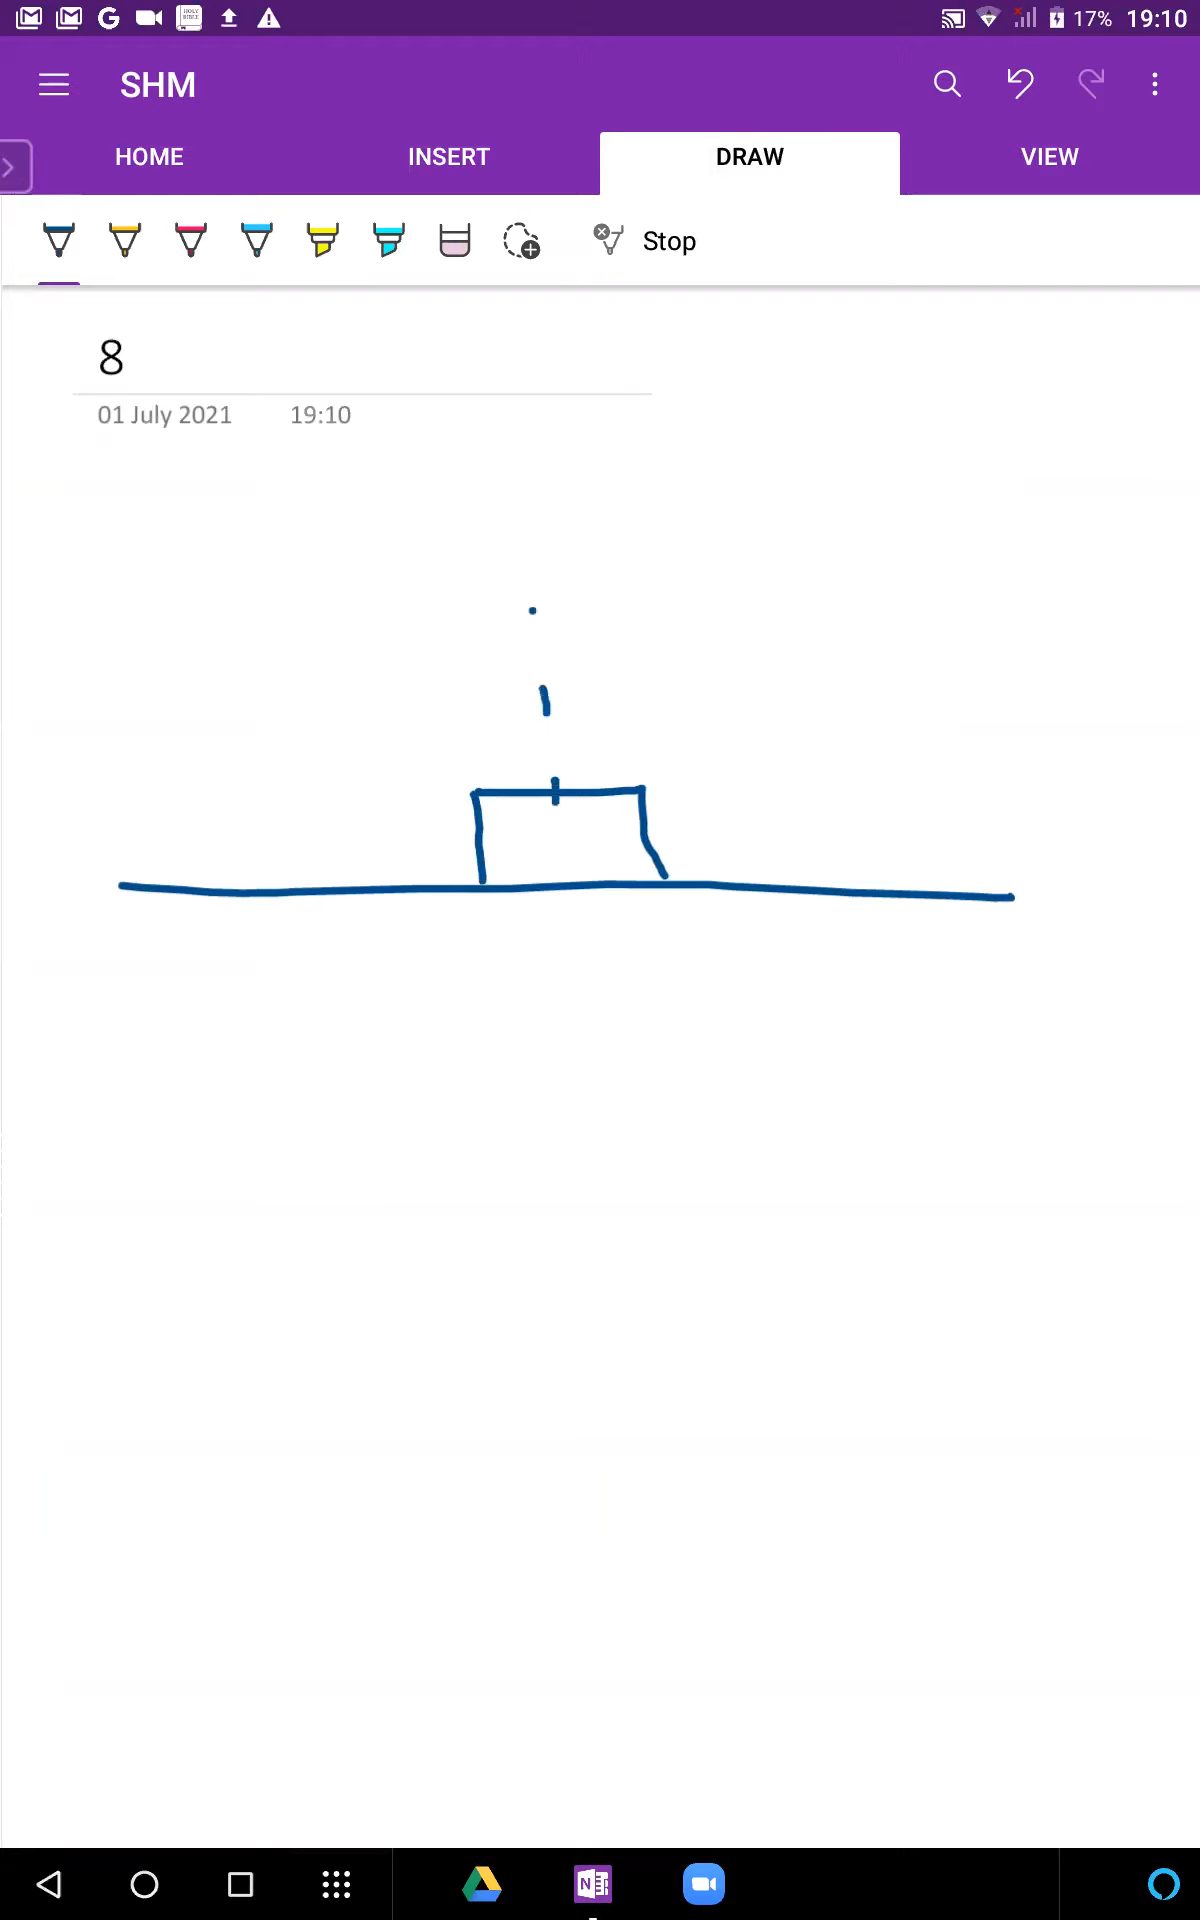 17% 19:10
SHM
HOME INSERT DRAW VIEW
Stop
8
01 July 2021 19:10